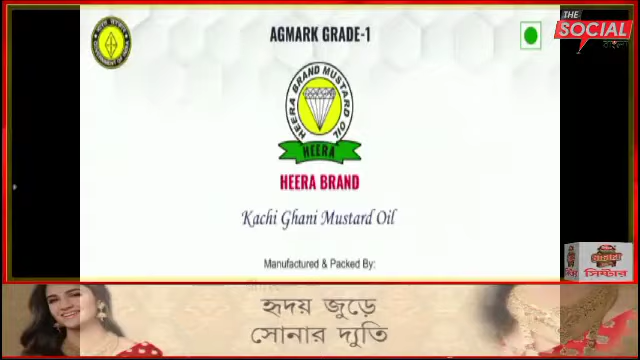 AGMARK GRADE-1
THE
SOCIAL
বাংলা
HEERA BRAND MUSTARD OIL
HEERA
HEERA BRAND
Kachi Ghani Mustard Oil
Manufactured & Packed By:
মিস্টার
হৃদয় জুড়ে
সোনার দ্যুতি